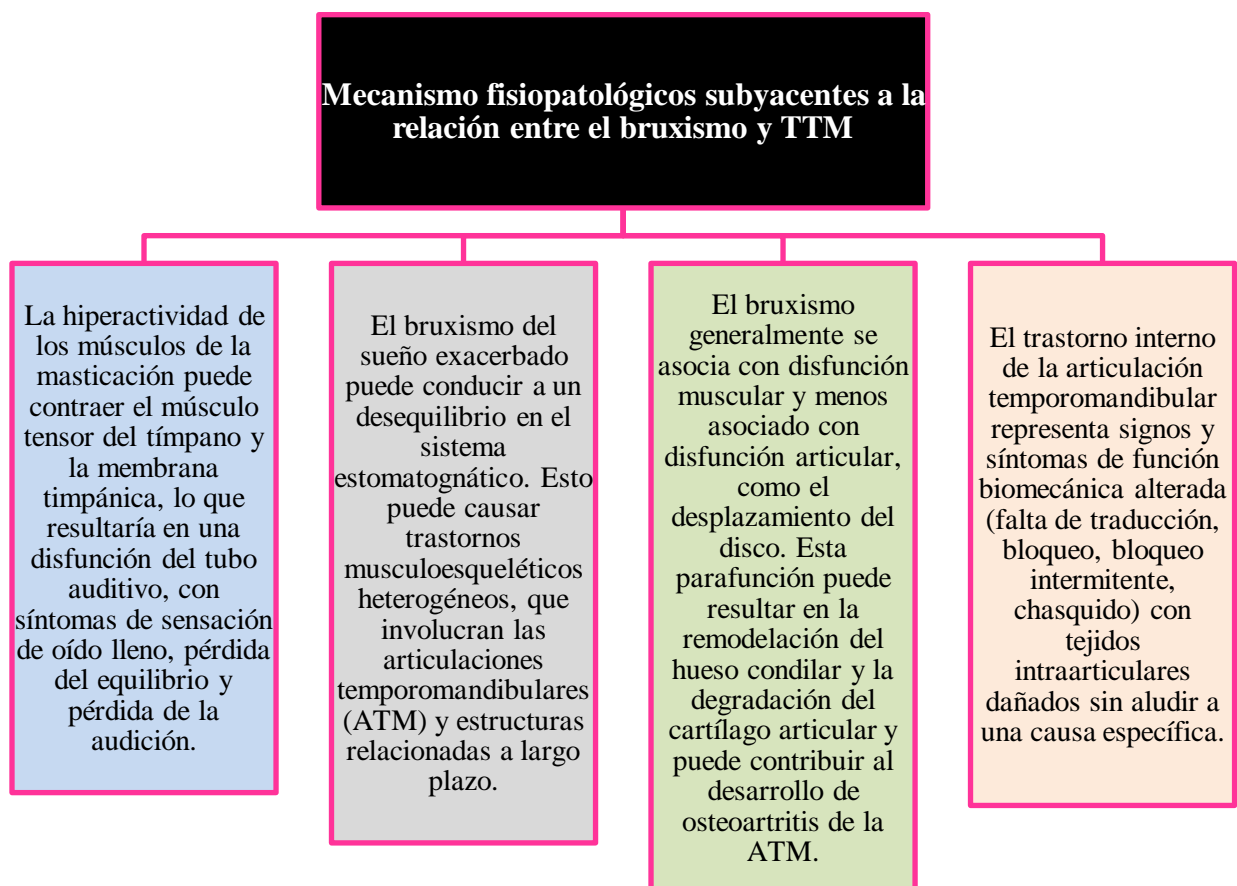 Mecanismo fisiopatológicos subyacentes a la
relación entre el bruxismo y TTM
La hiperactividad de
los músculos de la
masticación puede
contraer el músculo
tensor del tímpano y
la membrana
timpánica, lo que
resultaría en una
disfunción del tubo
auditivo, con
síntomas de sensación
de oído lleno, pérdida
del equilibrio y
pérdida de la
audición.
El bruxismo del
sueño exacerbado
puede conducir a un
desequilibrio en el
sistema
estomatognático. Esto
puede causar
trastornos
musculoesqueléticos
heterogéneos, que
involucran las
articulaciones
temporomandibulares
(ATM) y estructuras
relacionadas a largo
plazo.
El bruxismo
generalmente se
asocia con disfunción
muscular y menos
asociado con
disfunción articular,
como el
desplazamiento del
disco. Esta
parafunción puede
resultar en la
remodelación del
hueso condilar y la
degradación del
cartílago articular y
puede contribuir al
desarrollo de
osteoartritis de la
ATM.
El trastorno interno
de la articulación
temporomandibular
representa signos y
síntomas de función
biomecánica alterada
(falta de traducción,
bloqueo, bloqueo
intermitente,
chasquido) con
tejidos
intraarticulares
dañados sin aludir a
una causa específica.